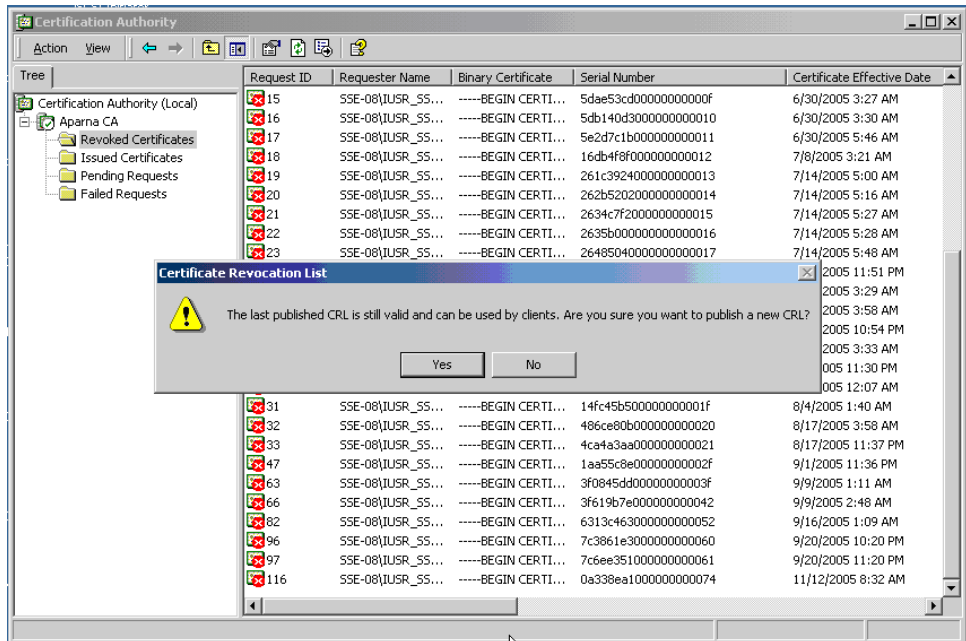 Certification Authority
Action View
Tree
Certification Authority (Local)
Aparna CA
Revoked Certificates
Issued Certificates
Pending Requests
Failed Requests
Request ID Requester Name Binary Certificate Serial Number Certificate Effective Date
15 SSE-08\IUSR_SS... -----BEGIN CERTI... 5dae53cd00000000000f 6/30/2005 3:27 AM
16 SSE-08\IUSR_SS... -----BEGIN CERTI... 5db140d3000000000010 6/30/2005 3:30 AM
17 SSE-08\IUSR_SS... -----BEGIN CERTI... 5e2d7c1b000000000011 6/30/2005 5:46 AM
18 SSE-08\IUSR_SS... -----BEGIN CERTI... 16db4f8f000000000012 7/8/2005 3:21 AM
19 SSE-08\IUSR_SS... -----BEGIN CERTI... 261c3924000000000013 7/14/2005 5:00 AM
20 SSE-08\IUSR_SS... -----BEGIN CERTI... 262b5202000000000014 7/14/2005 5:16 AM
21 SSE-08\IUSR_SS... -----BEGIN CERTI... 2634c7f2000000000015 7/14/2005 5:27 AM
22 SSE-08\IUSR_SS... -----BEGIN CERTI... 2635b000000000000016 7/14/2005 5:28 AM
23 SSE-08\IUSR_SS... -----BEGIN CERTI... 26485040000000000017 7/14/2005 5:48 AM
2005 11:51 PM
2005 3:29 AM
2005 3:58 AM
2005 10:54 PM
2005 3:33 AM
005 11:30 PM
005 12:07 AM
Certificate Revocation List
The last published CRL is still valid and can be used by clients. Are you sure you want to publish a new CRL?
Yes No
31 SSE-08\IUSR_SS... -----BEGIN CERTI... 14fc45b500000000001f 8/4/2005 1:40 AM
32 SSE-08\IUSR_SS... -----BEGIN CERTI... 486ce80b000000000020 8/17/2005 3:58 AM
33 SSE-08\IUSR_SS... -----BEGIN CERTI... 4ca4a3aa000000000021 8/17/2005 11:37 PM
47 SSE-08\IUSR_SS... -----BEGIN CERTI... 1aa55c8e00000000002f 9/1/2005 11:36 PM
63 SSE-08\IUSR_SS... -----BEGIN CERTI... 3f0845dd00000000003f 9/9/2005 1:11 AM
66 SSE-08\IUSR_SS... -----BEGIN CERTI... 3f619b7e000000000042 9/9/2005 2:48 AM
82 SSE-08\IUSR_SS... -----BEGIN CERTI... 6313c463000000000052 9/16/2005 1:09 AM
96 SSE-08\IUSR_SS... -----BEGIN CERTI... 7c3861e3000000000060 9/20/2005 10:20 PM
97 SSE-08\IUSR_SS... -----BEGIN CERTI... 7c6ee351000000000061 9/20/2005 11:20 PM
116 SSE-08\IUSR_SS... -----BEGIN CERTI... 0a338ea1000000000074 11/12/2005 8:32 AM